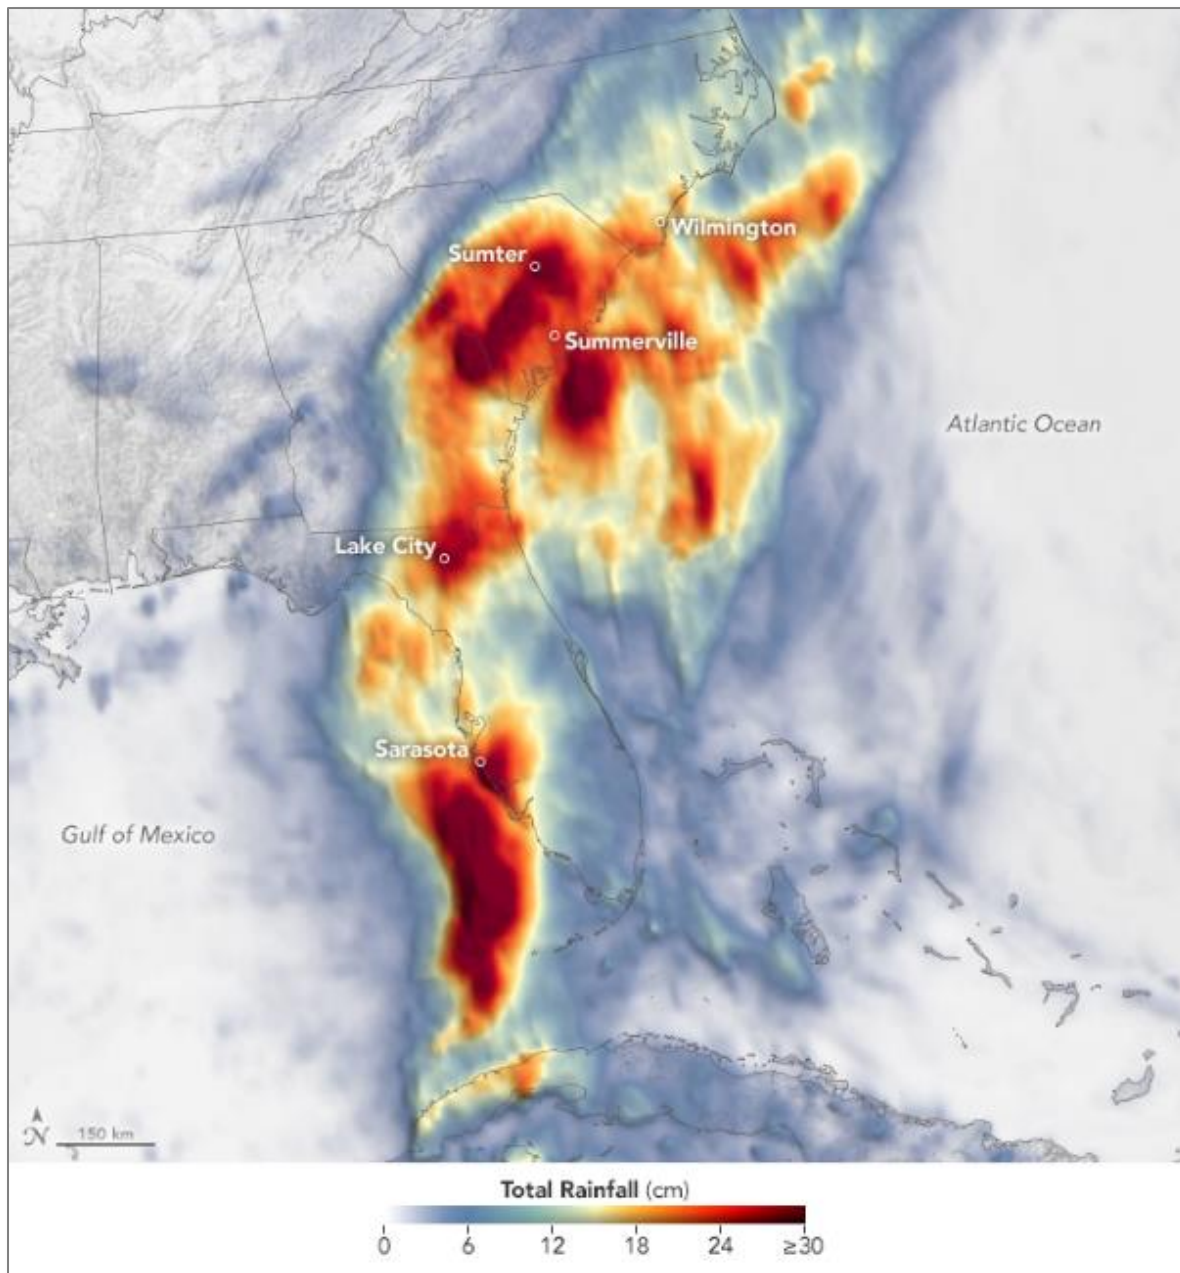 Wilmington
Sumter
Summerville
Atlantic Ocean
Lake City
Sarasota
Gulf of Mexico
N
150 km
Total Rainfall (cm)
0 6 12 18 24 ≥30